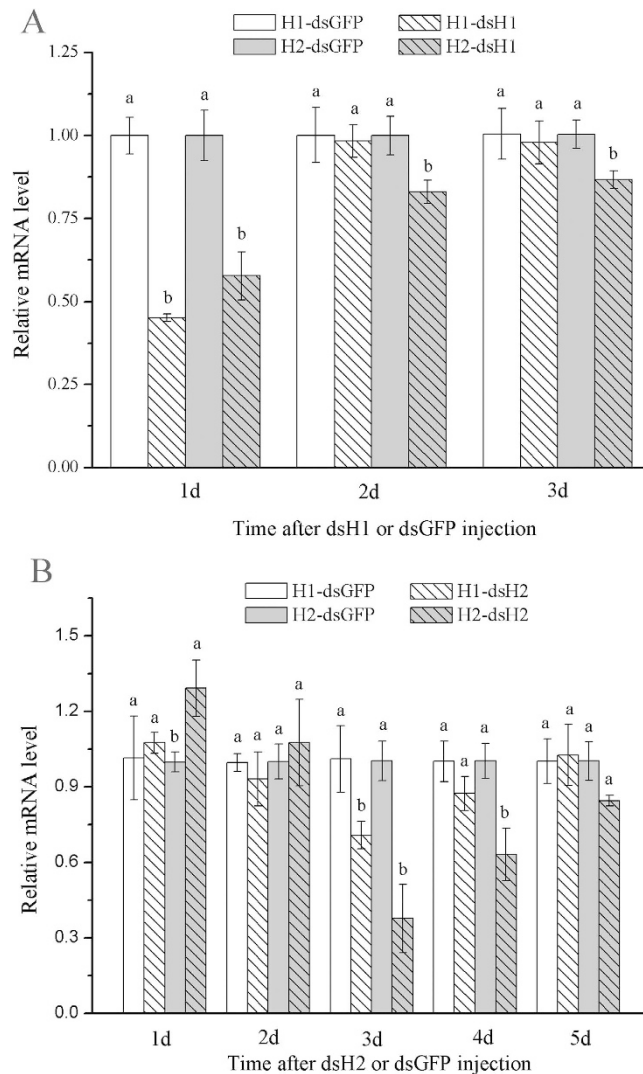 A
H1-dsGFP H1-dsH1
H2-dsGFP H2-dsH1
1.25
1.00
0.75
0.50
0.25
0.00
Relative mRNA level
a b a b a a a b a a a b
1d 2d 3d
Time after dsH1 or dsGFP injection
B
H1-dsGFP H1-dsH2
H2-dsGFP H2-dsH2
1.5
1.2
0.9
0.6
0.3
0.0
Relative mRNA level
a a b a a a a a a b a b a a a b a a a a
1d 2d 3d 4d 5d
Time after dsH2 or dsGFP injection